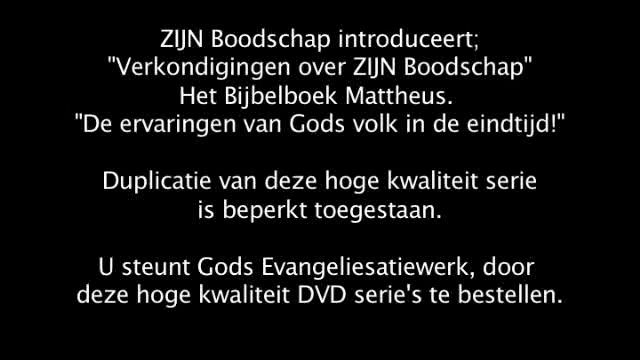 ZIJN Boodschap introduceert;
"Verkondigingen over ZIJN Boodschap"
Het Bijbelboek Mattheus.
"De ervaringen van Gods volk in de eindtijd!"
Duplicatie van deze hoge kwaliteit serie
is beperkt toegestaan.
U steunt Gods Evangeliesatiewerk, door
deze hoge kwaliteit DVD serie's te bestellen.